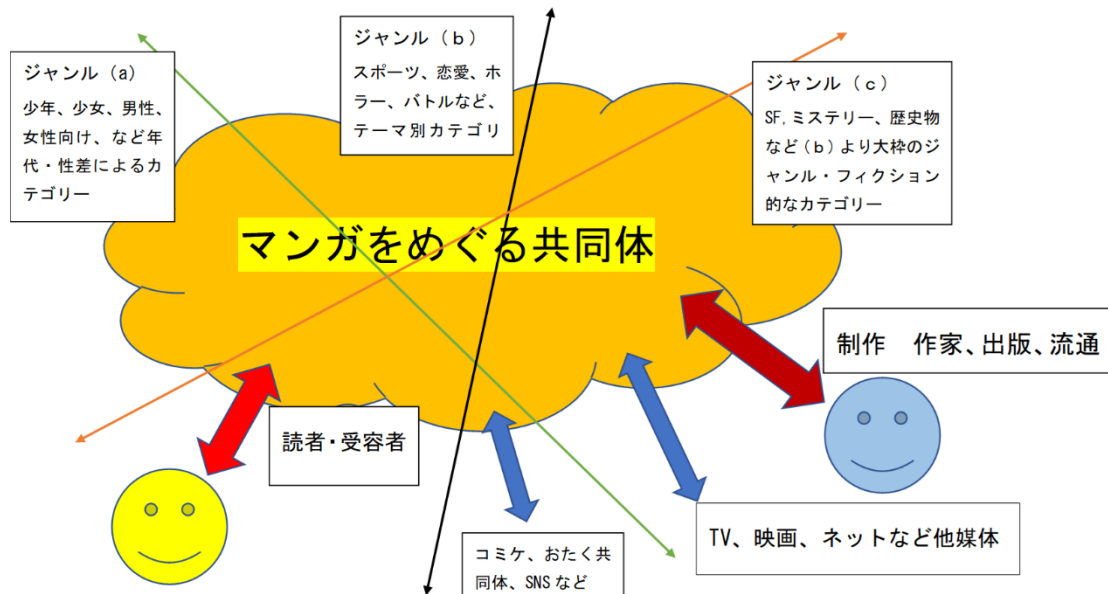 ジャンル（a）
少年、少女、男性、
女性向け、など年
代・性差によるカ
テゴリー
ジャンル（ｂ）
スポーツ、恋愛、ホ
ラー、バトルなど、
テーマ別カテゴリ
ジャンル（ｃ）
SF,ミステリー、歴史物
など(ｂ)より大枠のジ
ャンル・フィクション
的なカテゴリー
マンガをめぐる共同体
制作　作家、出版、流通
読者・受容者
TV、映画、ネットなど他媒体
コミケ、おたく共
同体、SNS など